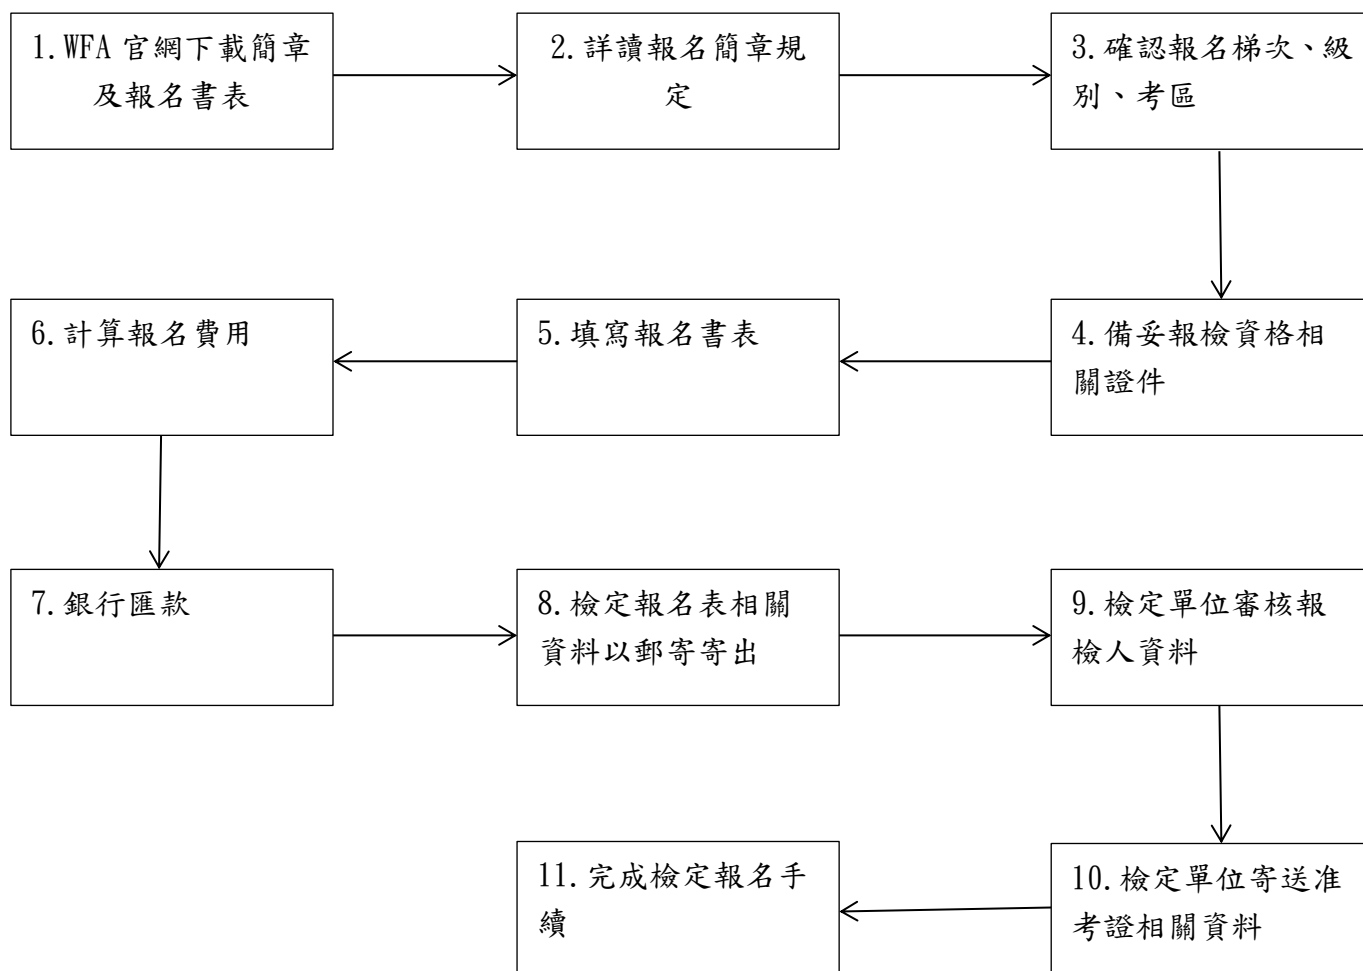 1.WFA 官網下載簡章
及報名書表
2.詳讀報名簡章規
定
3.確認報名梯次、級
別、考區
4.備妥報檢資格相
關證件
5.填寫報名書表
6.計算報名費用
7.銀行匯款
8.檢定報名表相關
資料以郵寄寄出
9.檢定單位審核報
檢人資料
10.檢定單位寄送准
考證相關資料
11.完成檢定報名手
續